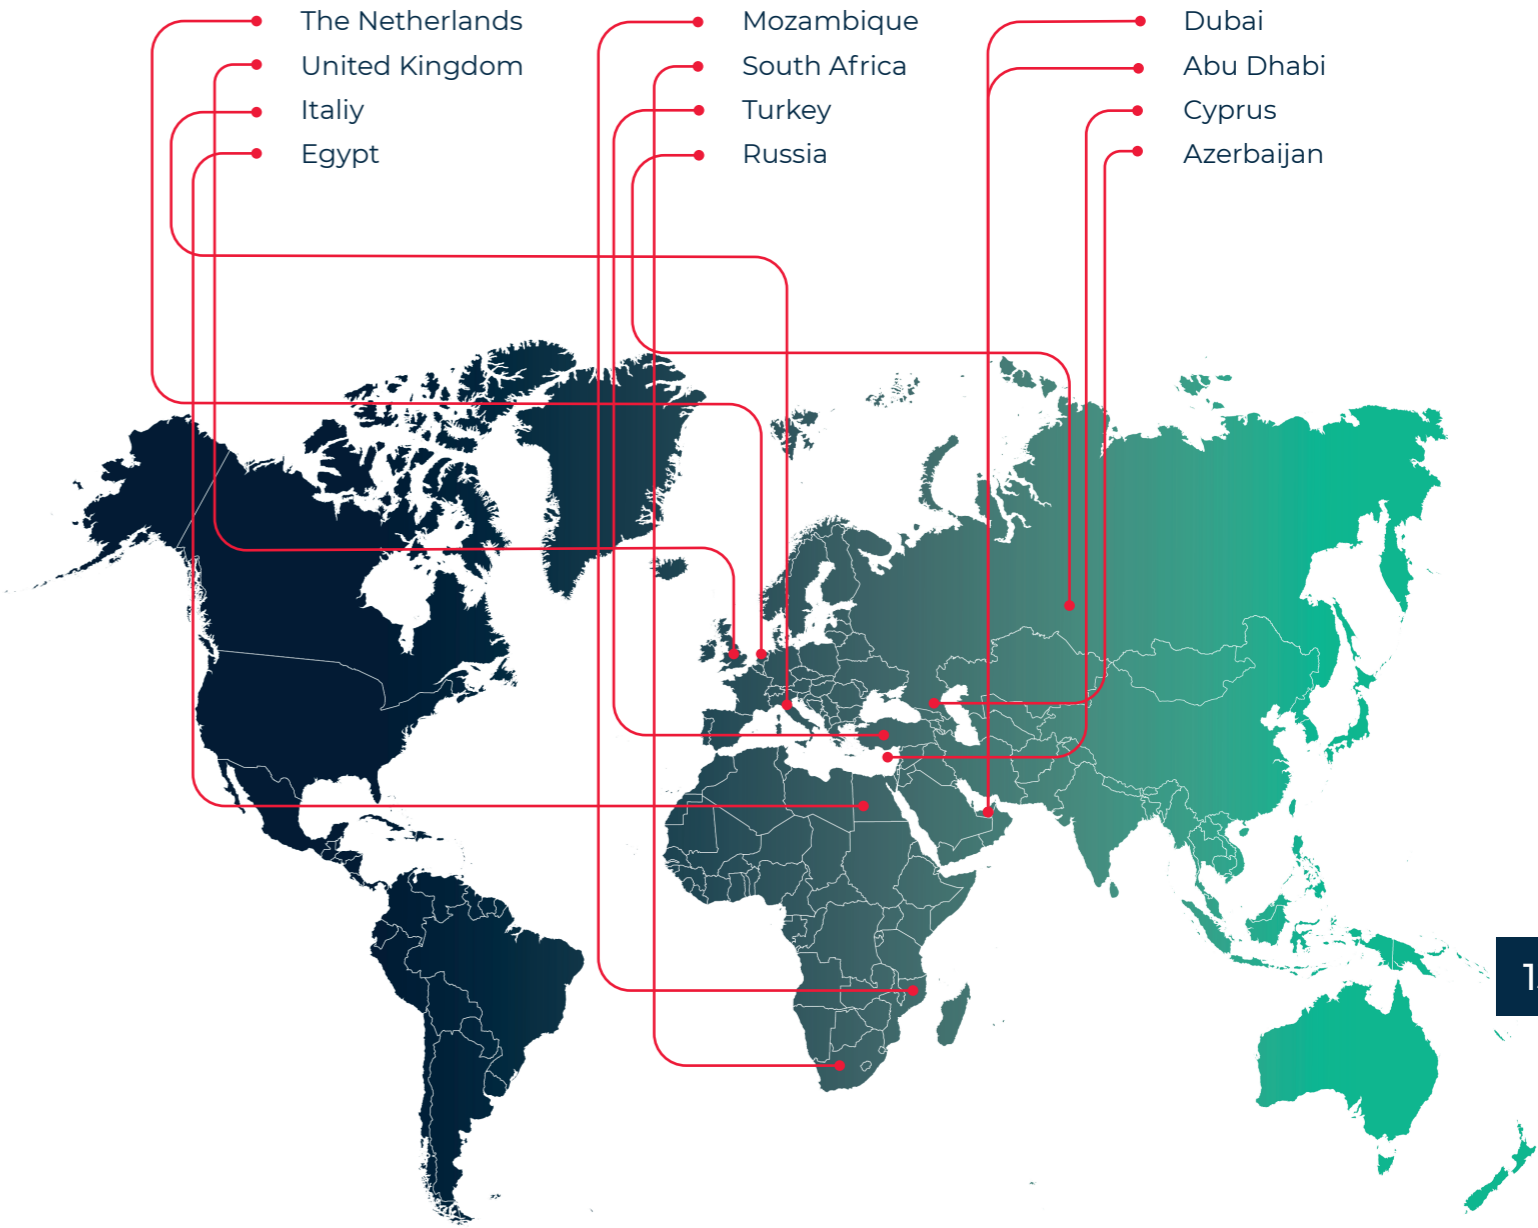 The Netherlands
United Kingdom
Italiy
Egypt
Mozambique
South Africa
Turkey
Russia
Dubai
Abu Dhabi
Cyprus
Azerbaijan